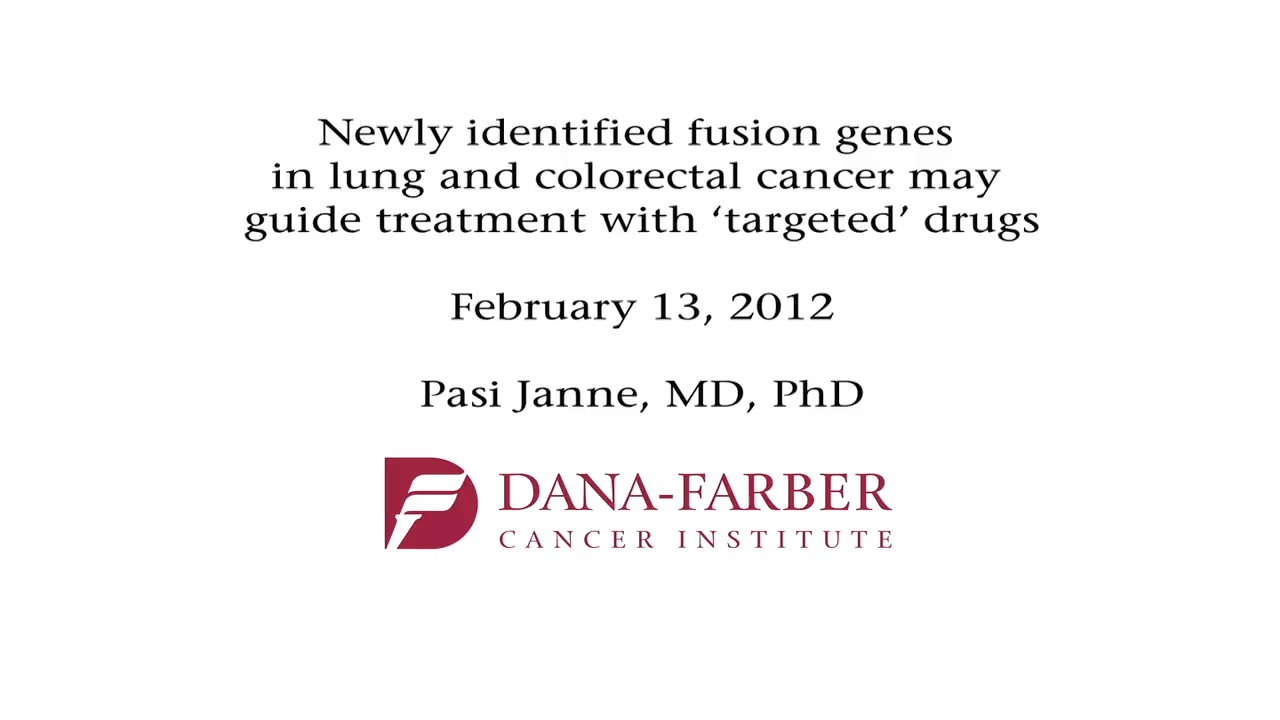 Newly identified fusion genes
in lung and colorectal cancer may
guide treatment with ‘targeted’ drugs
February 13, 2012
Pasi Janne, MD, PhD
DANA-FARBER
CANCER INSTITUTE